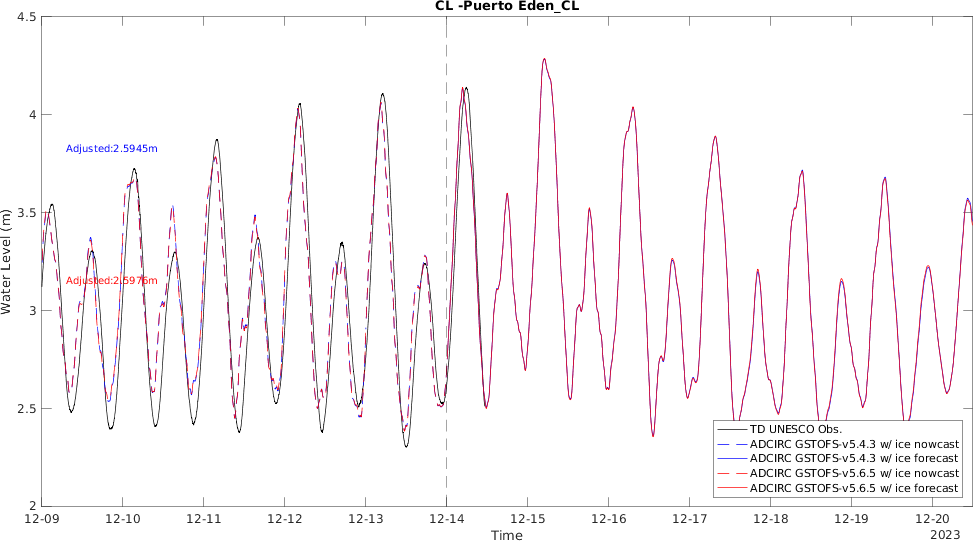 CL -Puerto Eden_CL
4.5
4
3.5
3
2.5
2
Water Level (m)
Adjusted:2.5945m
Adjusted:2.5976m
TD UNESCO Obs.
ADCIRC GSTOFS-v5.4.3 w/ ice nowcast
ADCIRC GSTOFS-v5.4.3 w/ ice forecast
ADCIRC GSTOFS-v5.6.5 w/ ice nowcast
ADCIRC GSTOFS-v5.6.5 w/ ice forecast
12-09 12-10 12-11 12-12 12-13 12-14 12-15 12-16 12-17 12-18 12-19 12-20
Time
2023